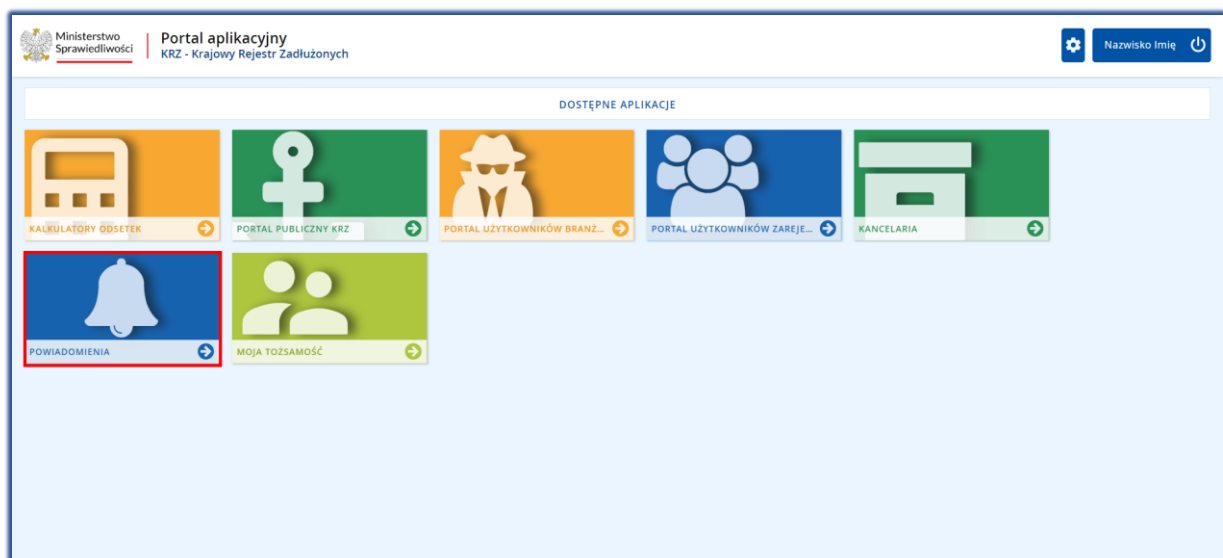 Ministerstwo
Sprawiedliwości
Portal aplikacyjny
KRZ - Krajowy Rejestr Zadłużonych
Nazwisko Imię
DOSTĘPNE APLIKACJE
KALKULATORY ODSETEK
PORTAL PUBLICZNY KRZ
PORTAL UŻYTKOWNIKÓW BRANŻ...
PORTAL UŻYTKOWNIKÓW ZAREJE...
KANCELARIA
POWIADOMIENIA
MOJA TOŻSAMOŚĆ